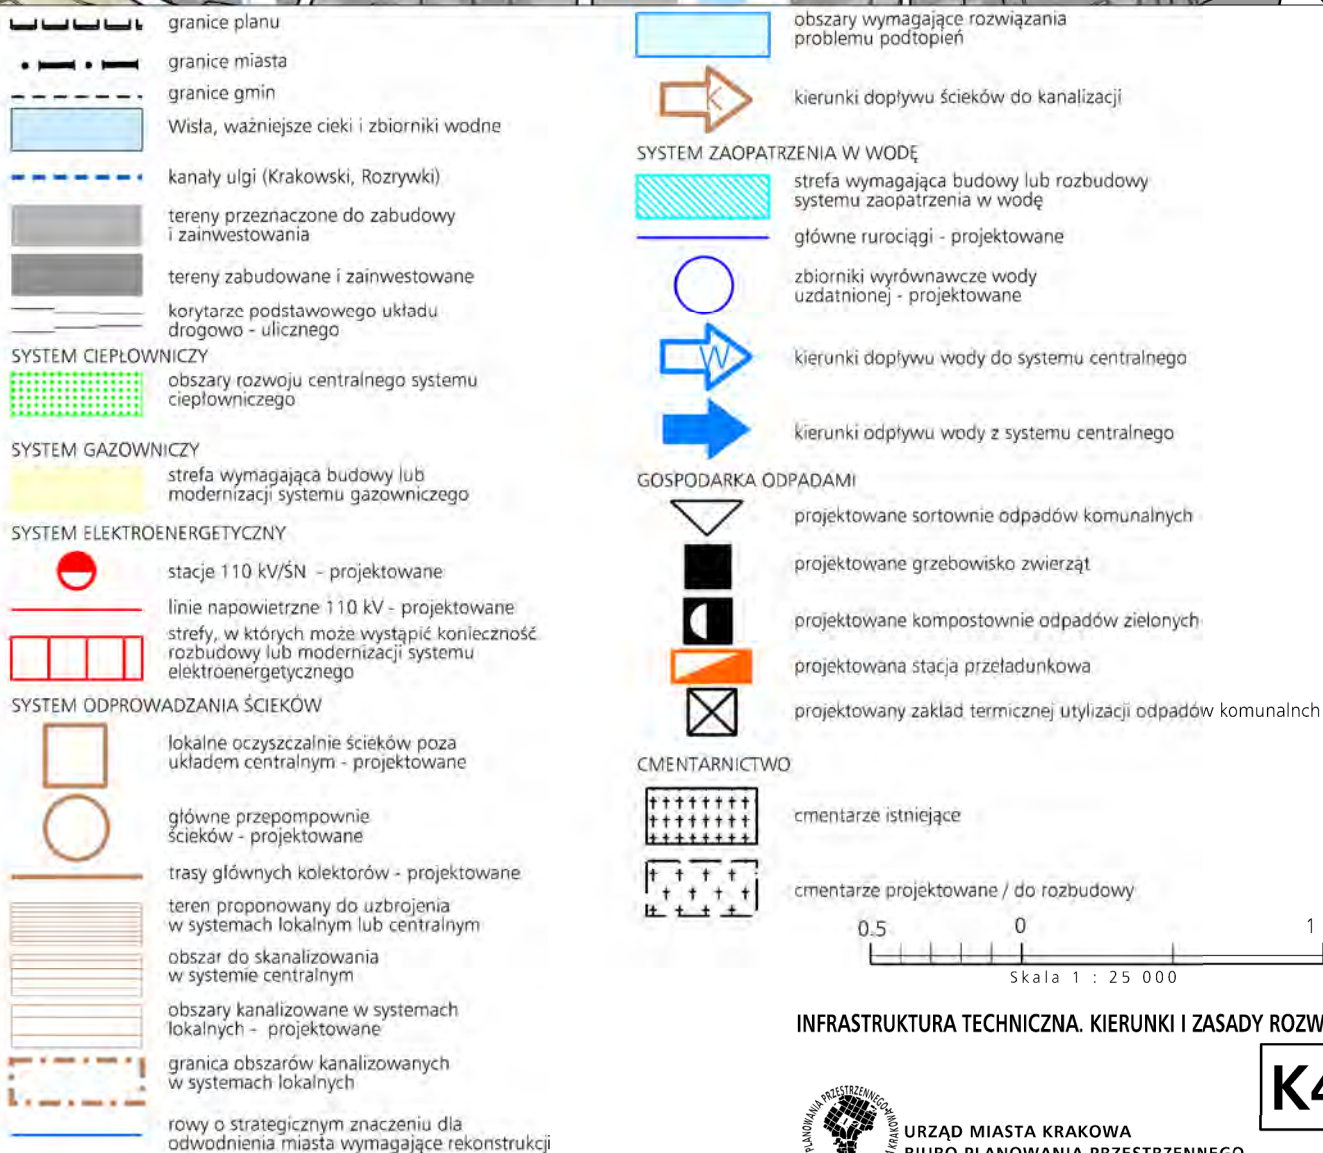 granice planu
granice miasta
granice gmin
Wisła, ważniejsze cieki i zbiorniki wodne
kanały ulgi (Krakowski, Rozrywki)
tereny przeznaczone do zabudowy
i zainwestowania
tereny zabudowane i zainwestowane
korytarze podstawowego układu
drogowo - ulicznego
SYSTEM CIEPŁOWNICZY
obszary rozwoju centralnego systemu
ciepłowniczego
SYSTEM GAZOWNICZY
strefa wymagająca budowy lub
modernizacji systemu gazowniczego
SYSTEM ELEKTROENERGETYCZNY
stacje 110 kV/ŚN - projektowane
linie napowietrzne 110 kV - projektowane
strefy, w których może wystąpić konieczność
rozbudowy lub modernizacji systemu
elektroenergetycznego
SYSTEM ODPROWADZANIA ŚCIEKÓW
lokalne oczyszczalnie ścieków poza
układem centralnym - projektowane
główne przepompownie
ścieków - projektowane
trasy głównych kolektorów - projektowane
teren proponowany do uzbrojenia
w systemach lokalnym lub centralnym
obszar do skanalizowania
w systemie centralnym
obszary kanalizowane w systemach
lokalnych - projektowane
granica obszarów kanalizowanych
w systemach lokalnych
rowy o strategicznym znaczeniu dla
odwodnienia miasta wymagające rekonstrukcji
obszary wymagające rozwiązania
problemu podtopień
K
kierunki dopływu ścieków do kanalizacji
SYSTEM ZAOPATRZENIA W WODĘ
strefa wymagająca budowy lub rozbudowy
systemu zaopatrzenia w wodę
główne rurociągi - projektowane
zbiorniki wyrównawcze wody
uzdatnionej - projektowane
W
kierunki dopływu wody do systemu centralnego
kierunki odpływu wody z systemu centralnego
GOSPODARKA ODPADAMI
projektowane sortownie odpadów komunalnych
projektowane grzebowisko zwierząt
projektowane kompostownie odpadów zielonych
projektowana stacja przeładunkowa
projektowany zakład termicznej utylizacji odpadów komunalnch
CMENTARNICTWO
cmentarze istniejące
cmentarze projektowane / do rozbudowy
0.5 0 1
Skala 1 : 25 000
INFRASTRUKTURA TECHNICZNA. KIERUNKI I ZASADY ROZW
K4
PLANOWANIA PRZESTRZENNEGO
URZĄD MIASTA KRAKOWA
BIURO PLANOWANIA PRZESTRZENNEGO